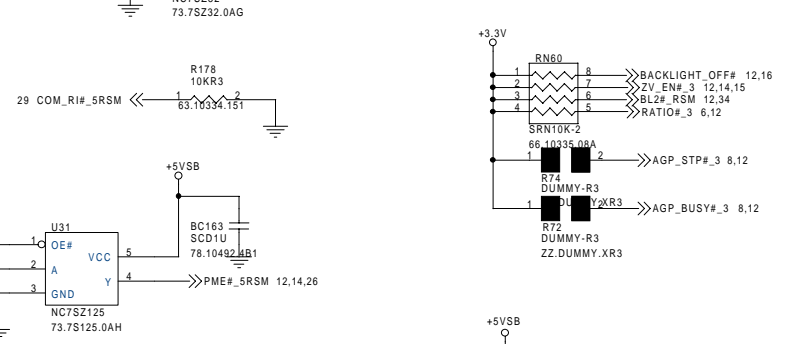 NC7SZ32
73.7SZ32.0AG
R178
10KR3
29 COM_RI#_5RSM
1
2
63.10334.151
+5VSB
U31
1
OE#
2
A
3
GND
VCC
5
Y
4
NC7SZ125
73.7S125.0AH
BC163
SCD1U
78.10492.4B1
PME#_5RSM 12,14,26
+3.3V
RN60
1
8
BACKLIGHT_OFF# 12,16
2
7
ZV_EN#_3 12,14,15
3
6
BL2#_RSM 12,34
4
5
RATIO#_3 6,12
SRN10K-2
66.10335.08A
1
2
AGP_STP#_3 8,12
R74
DUMMY-R3
1
2
AGP_BUSY#_3 8,12
R72
DUMMY-R3
ZZ.DUMMY.XR3
+5VSB